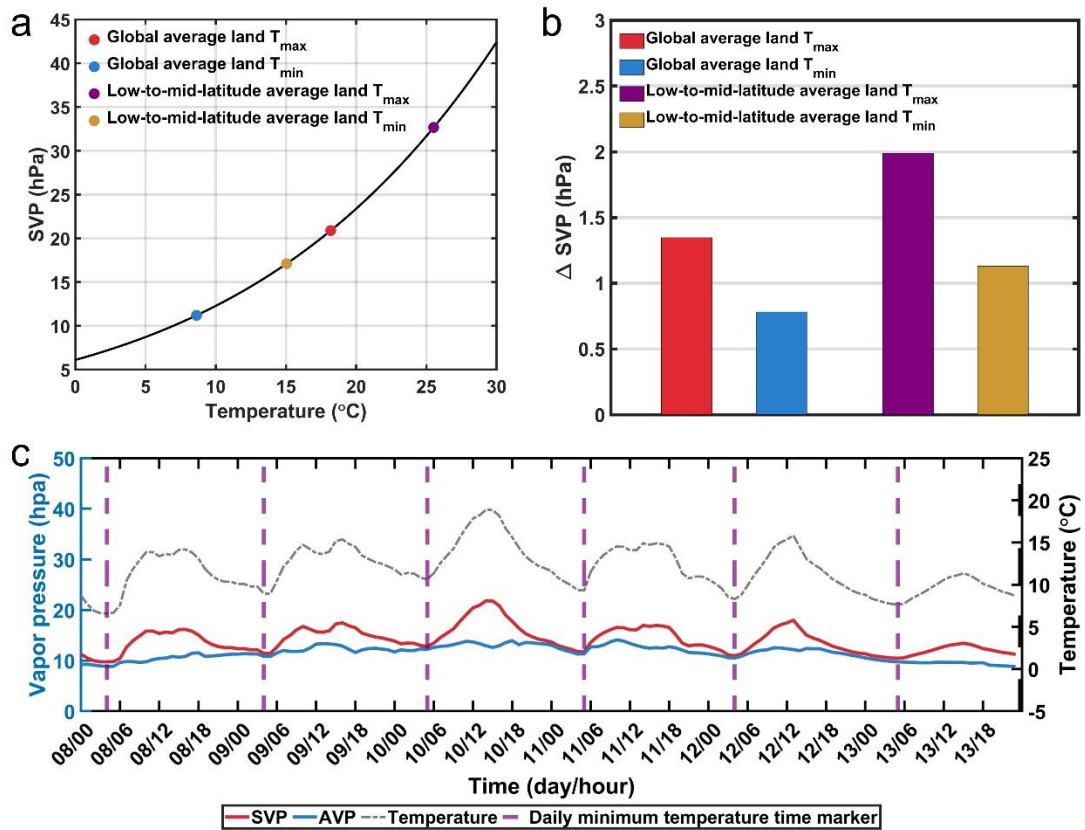 a
45
40
35
30
25
20
15
10
5
SVP (hPa)
Global average land Tmax
Global average land Tmin
Low-to-mid-latitude average land Tmax
Low-to-mid-latitude average land Tmin
0 5 10 15 20 25 30
Temperature (°C)
b
3
2.5
2
1.5
1
0.5
0
Δ SVP (hPa)
Global average land Tmax
Global average land Tmin
Low-to-mid-latitude average land Tmax
Low-to-mid-latitude average land Tmin
c
50
40
30
20
10
0
Vapor pressure (hpa)
25
20
15
10
5
0
-5
Temperature (°C)
08/00 08/06 08/12 08/18 09/00 09/06 09/12 09/18 10/00 10/06 10/12 10/18 11/00 11/06 11/12 11/18 12/00 12/06 12/12 12/18 13/00 13/06 13/12 13/18
Time (day/hour)
SVP AVP Temperature Daily minimum temperature time marker